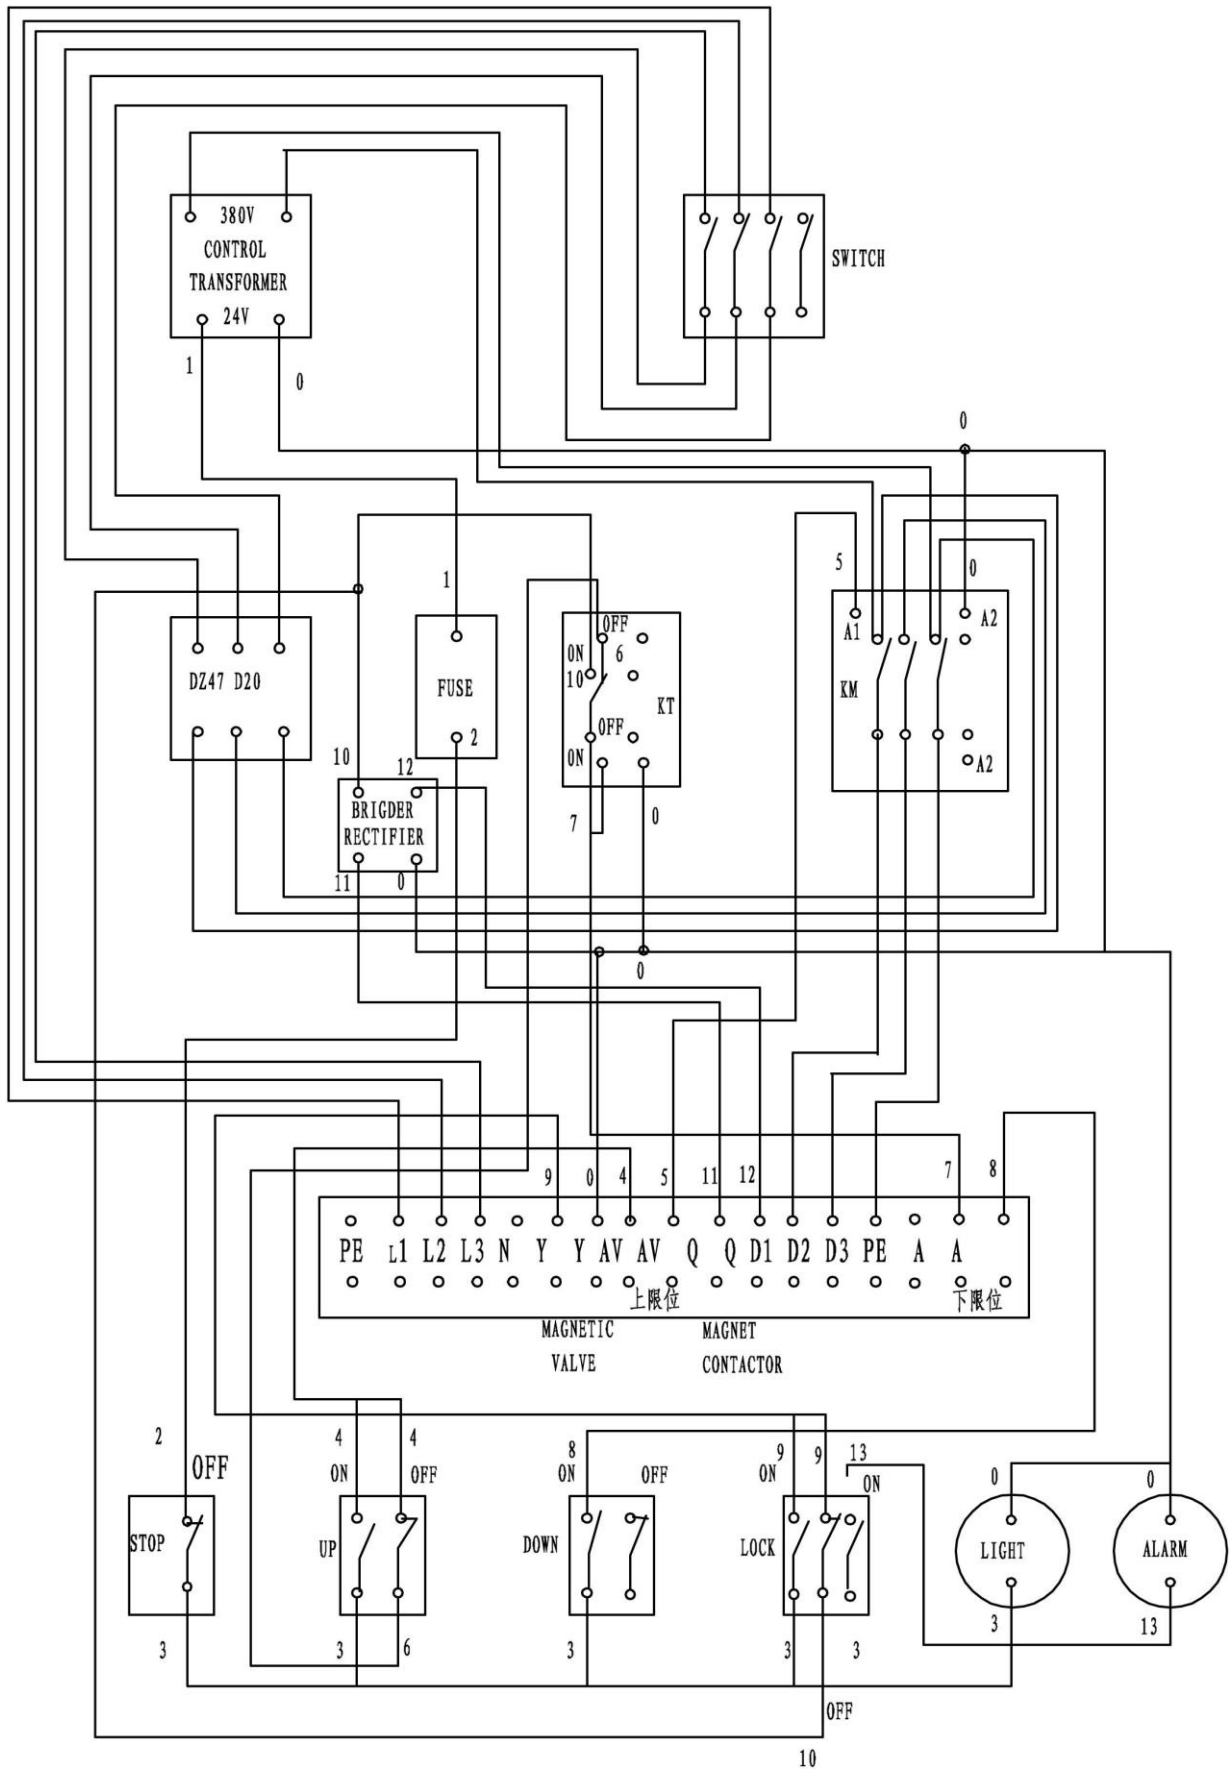 380V
CONTROL
TRANSFORMER
24V
1
0
SWITCH
0
5
0
1
A1
A2
OFF
ON
6
10
KT
OFF
ON
DZ47 D20
FUSE
2
KM
A2
10
12
BRIGDER
RECTIFIER
11
0
7
0
0
9
0
4
5
11
12
7
8
PE L1 L2 L3 N Y Y AV AV Q Q D1 D2 D3 PE A A
上限位
下限位
MAGNETIC
VALVE
MAGNET
CONTACTOR
2
OFF
4
4
ON
OFF
8
ON
OFF
9
9
13
ON
ON
0
0
STOP
UP
DOWN
LOCK
LIGHT
ALARM
3
3
6
3
3
3
3
13
OFF
10